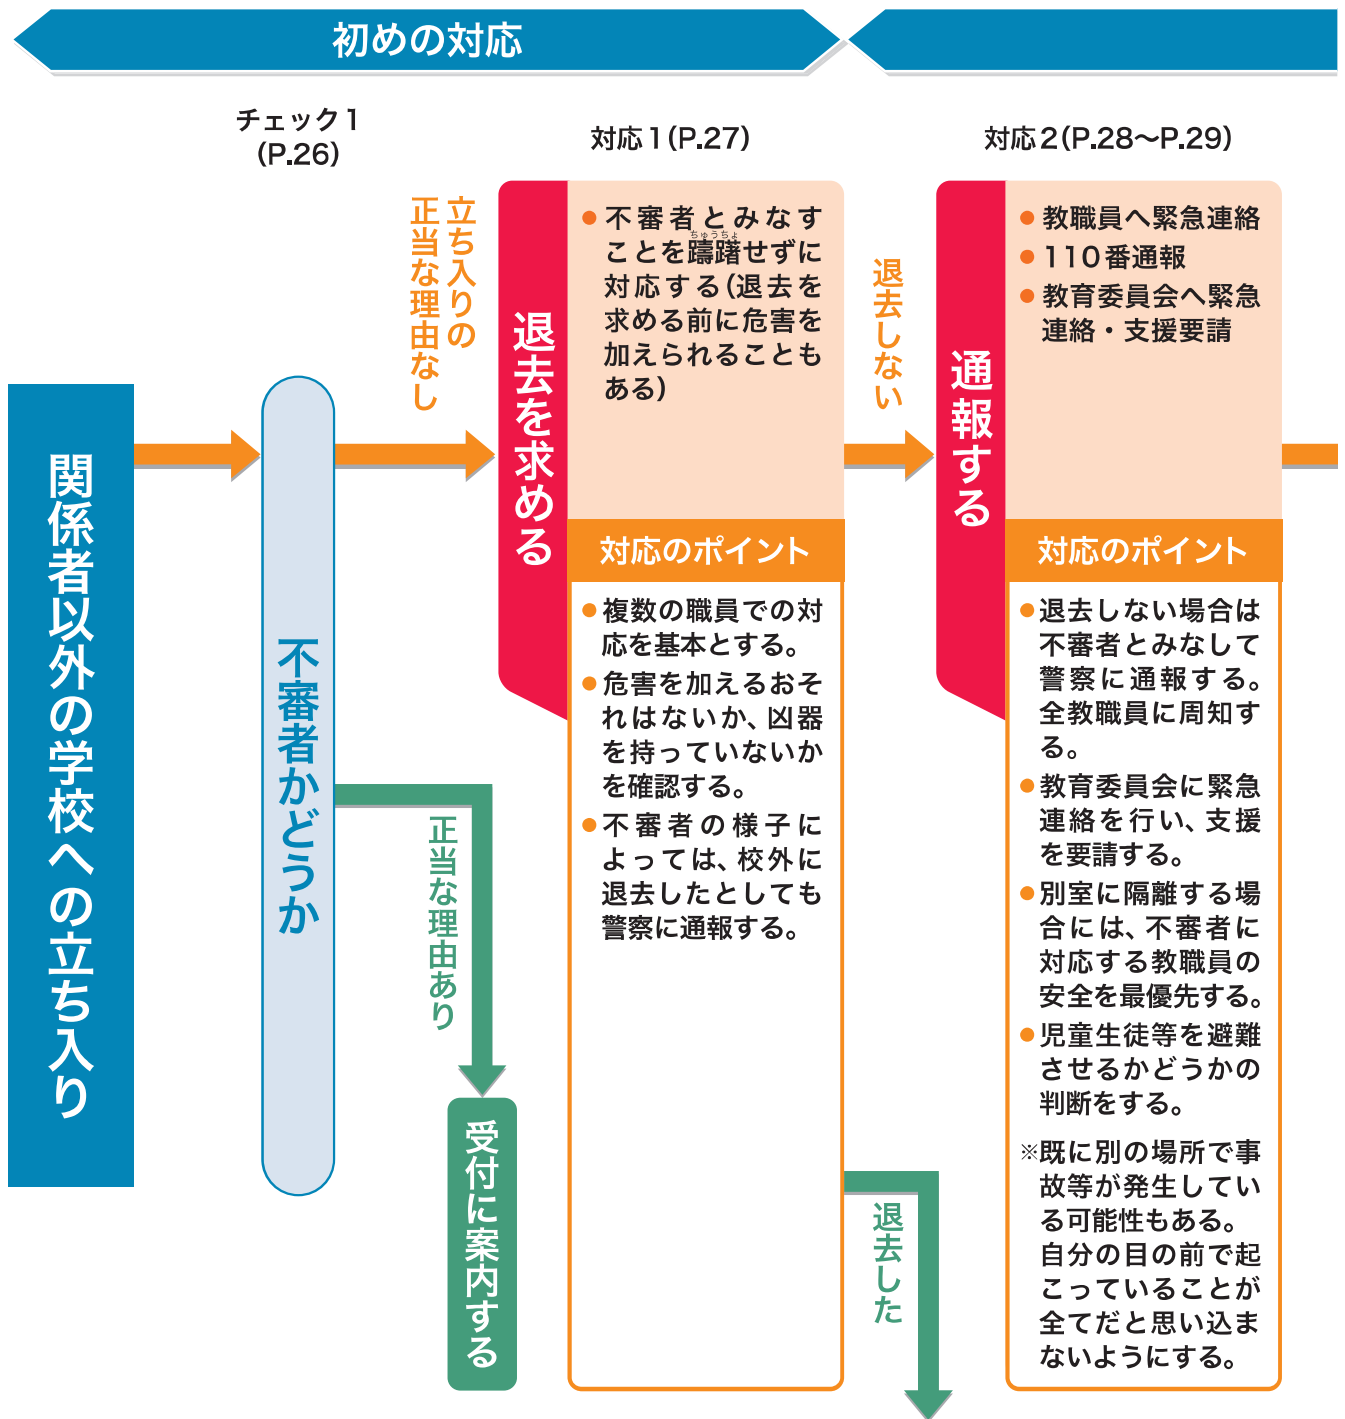 初めの対応
チェック1
(P.26)
対応1(P.27)
対応2(P.28〜P.29)
関係者以外の学校への立ち入り
不審者かどうか
立ち入りの
正当な理由なし
正当な理由あり
受付に案内する
退去を求める
●不審者とみなす
ことを躊躇せずに
ちゅうちょ
対応する(退去を
求める前に危害を
加えられることも
ある)
対応のポイント
●複数の職員での対
応を基本とする。
●危害を加えるおそ
れはないか、凶器
を持っていないか
を確認する。
●不審者の様子に
よっては、校外に
退去したとしても
警察に通報する。
退去しない
退去した
通報する
●教職員へ緊急連絡
●110番通報
●教育委員会へ緊急
連絡・支援要請
対応のポイント
●退去しない場合は
不審者とみなして
警察に通報する。
全教職員に周知す
る。
●教育委員会に緊急
連絡を行い、支援
を要請する。
●別室に隔離する場
合には、不審者に
対応する教職員の
安全を最優先する。
●児童生徒等を避難
させるかどうかの
判断をする。
※既に別の場所で事
故等が発生してい
る可能性もある。
自分の目の前で起
こっていることが
全てだと思い込ま
ないようにする。